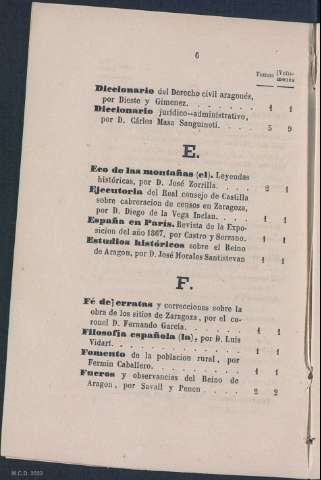 6
Tomos Volú-
menes
Diccionario del Derecho civil aragonés,
por Dieste y Gimenez. . . . . . . . 1 1
Diccionario jurídico-administrativo,
por D. Cárlos Masa Sanguineti. . . . 5 9
E.
Eco de las montañas (el). Leyendas
históricas, por D. José Zorrilla. . . . . 2 1
Ejecutoria del Real consejo de Castilla
sobre cabreracion de censos en Zaragoza,
por D. Diego de la Vega Inclan. . . . 1 1
España en París. Revista de la Expo-
sicion del año 1867, por Castro y Serrano. 1 1
Estudios históricos sobre el Reino
de Aragon, por D. José Morales Santistevan 1 1
F.
Fé de erratas y correcciones sobre la
obra de los sitios de Zaragoza, por el co-
ronel D. Fernando García. . . . . . 1 1
Filosofía española (la), por D. Luis
Vidart. . . . . . . . . . . 1 1
Fomento de la poblacion rural, por
Fermin Caballero. . . . . . . . 1 1
Fueros y observancias del Reino de
Aragon, por Savall y Penen . . . . . 2 2
M.C.D. 2022